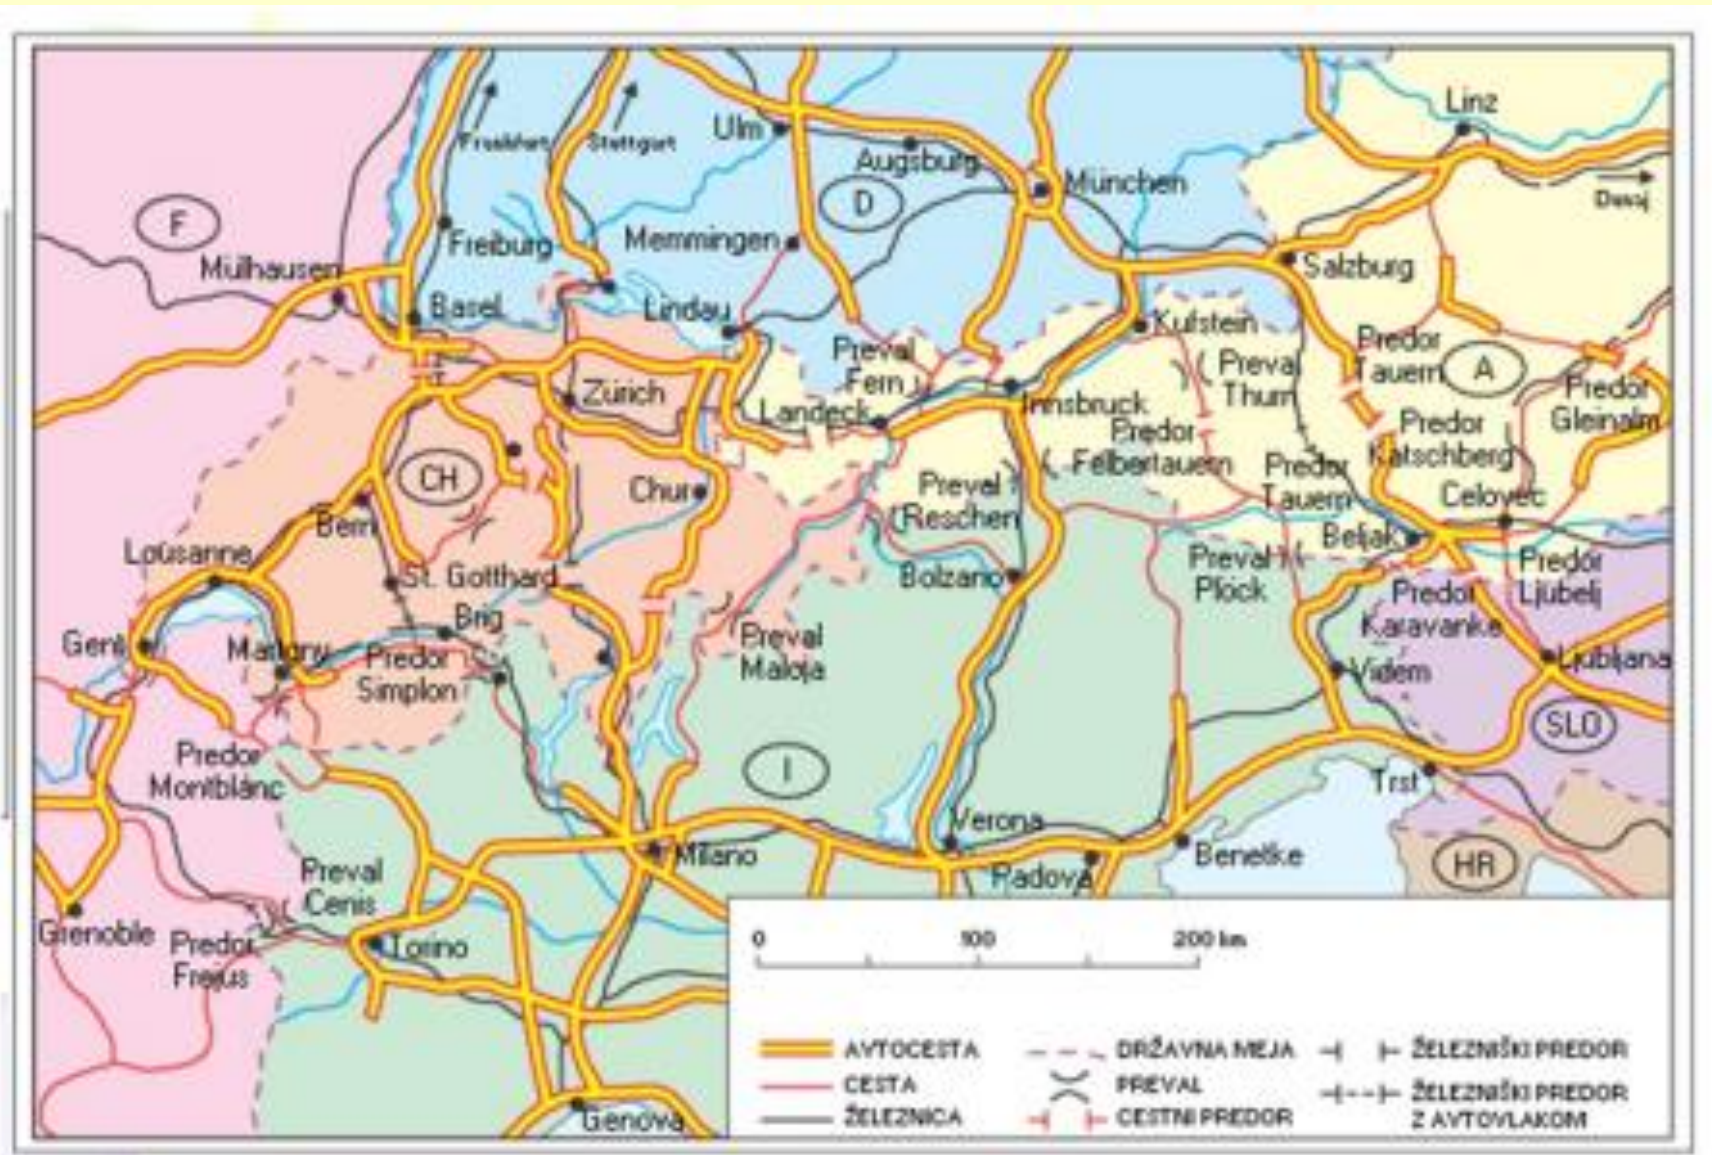 Linz
Frankfurt
Stuttgart
Ulm
Augsburg
München
D
Dunaj
F
Freiburg
Memmingen
Mülhausen
Salzburg
Basel
Lindau
Kufstein
Preval
Fern
Predor
Tauern
A
Preval
Thurn
Predor
Gleinalm
Zürich
Landeck
Innsbruck
Predor
Felbertauern
Predor
Katschberg
CH
Chur
Predor
Tauern
Celovec
Preval
Reschen
Bern
Beljak
Loüsanne
St. Gotthard
Bolzano
Preval
Plöck
Predor
Ljubelj
Predor
Karavanke
Brig
Martigny
Predor
Simplon
Preval
Maloja
Videm
Ljubljana
SLO
Predor
Montblanc
I
Trst
Verona
Milano
Padova
Benetke
HR
Preval
Cenis
Grenoble
Predor
Frejus
Torino
Genova
0 100 200 km
AVTOCESTA
CESTA
ŽELEZNICA
DRŽAVNA MEJA
PREVAL
CESTNI PREDOR
ŽELEZNIŠKI PREDOR
ŽELEZNIŠKI PREDOR
Z AVTOVLAKOM